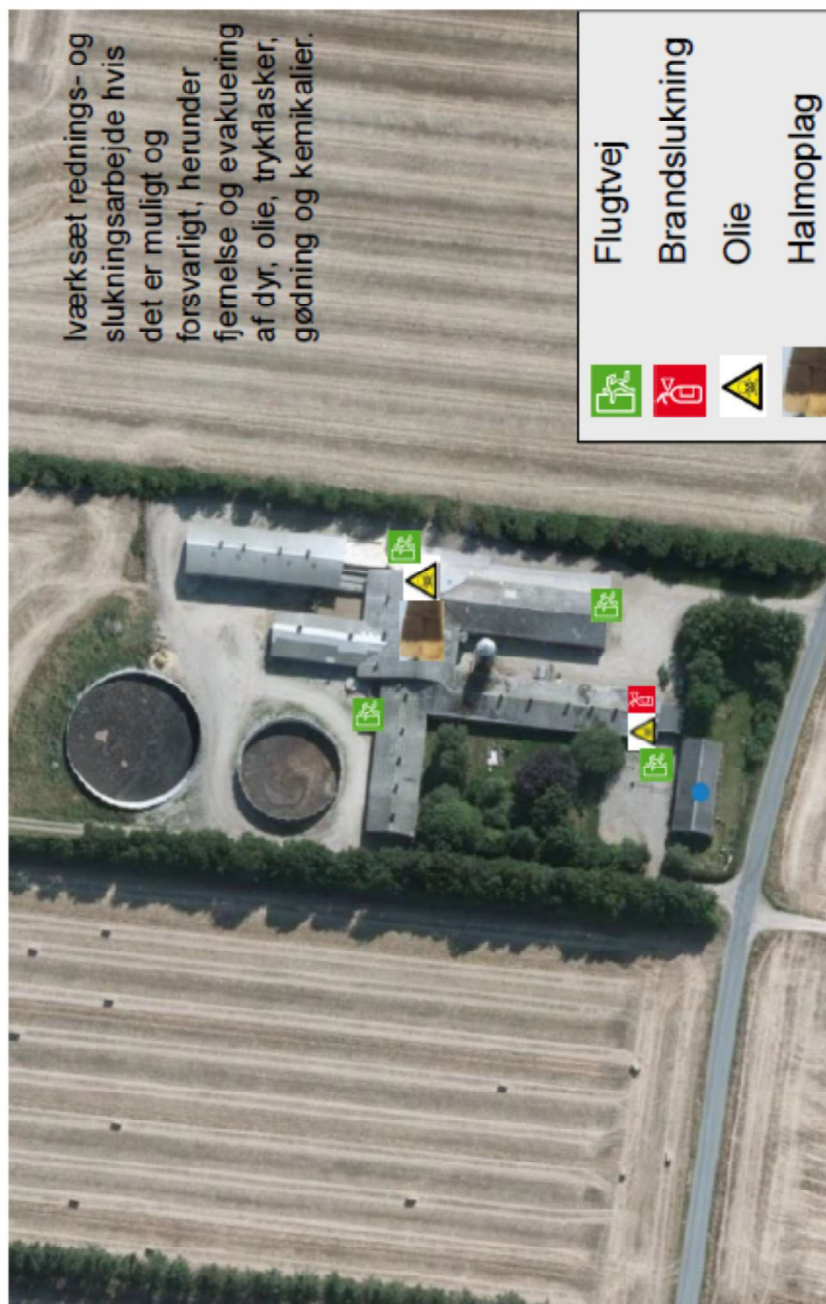 Iværksæt rednings- og
slukningsarbejde hvis
det er muligt og
forsvarligt, herunder
fjernelse og evakuering
af dyr, olie, trykflasker,
gødning og kemikalier.
Flugtvej
Brandslukning
Olie
Halmoplag